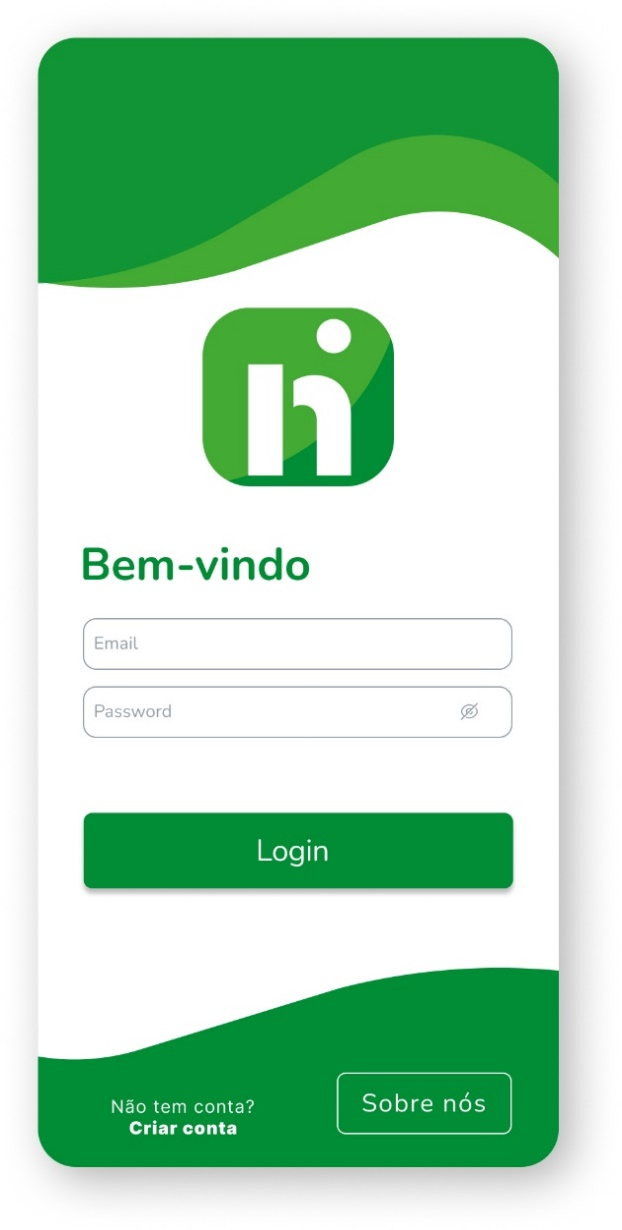 Bem-vindo
Email
Password
Login
Não tem conta?
Criar conta
Sobre nós